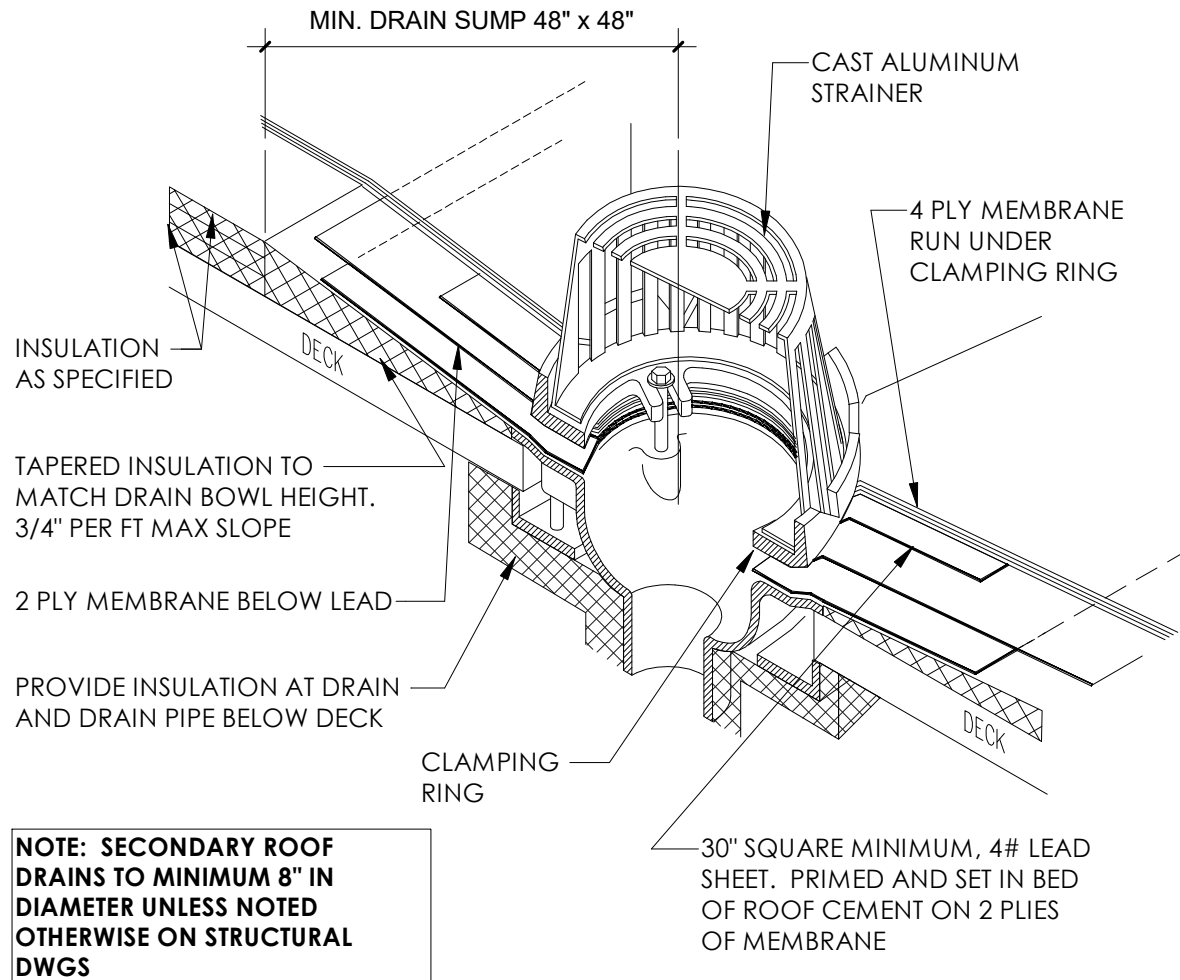 MIN. DRAIN SUMP 48" x 48"
CAST ALUMINUM
STRAINER
4 PLY MEMBRANE
RUN UNDER
CLAMPING RING
INSULATION
AS SPECIFIED
DECK
TAPERED INSULATION TO
MATCH DRAIN BOWL HEIGHT.
3/4" PER FT MAX SLOPE
2 PLY MEMBRANE BELOW LEAD
PROVIDE INSULATION AT DRAIN
AND DRAIN PIPE BELOW DECK
DECK
CLAMPING
RING
30" SQUARE MINIMUM, 4# LEAD
SHEET. PRIMED AND SET IN BED
OF ROOF CEMENT ON 2 PLIES
OF MEMBRANE
NOTE: SECONDARY ROOF
DRAINS TO MINIMUM 8" IN
DIAMETER UNLESS NOTED
OTHERWISE ON STRUCTURAL
DWGS